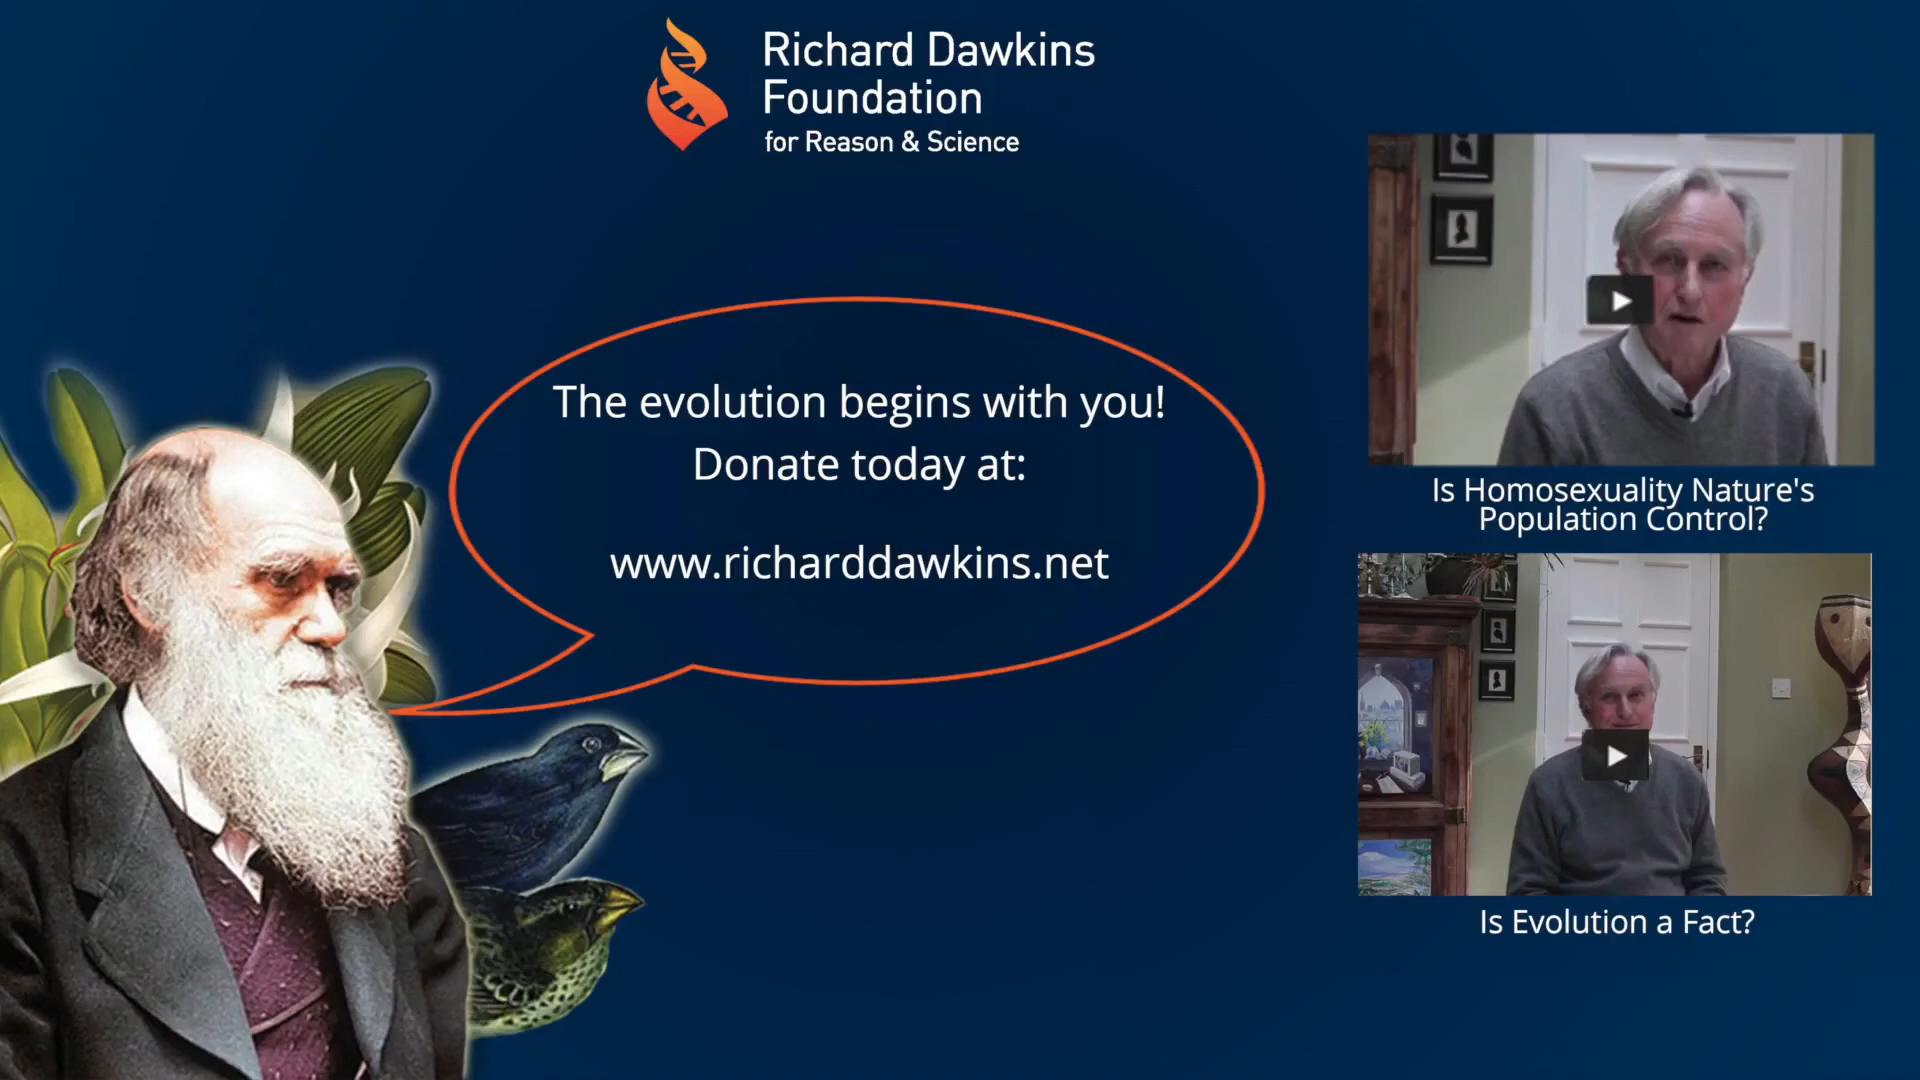 Richard Dawkins
Foundation
for Reason & Science
The evolution begins with you!
Donate today at:
www.richarddawkins.net
Is Homosexuality Nature's
Population Control?
Is Evolution a Fact?